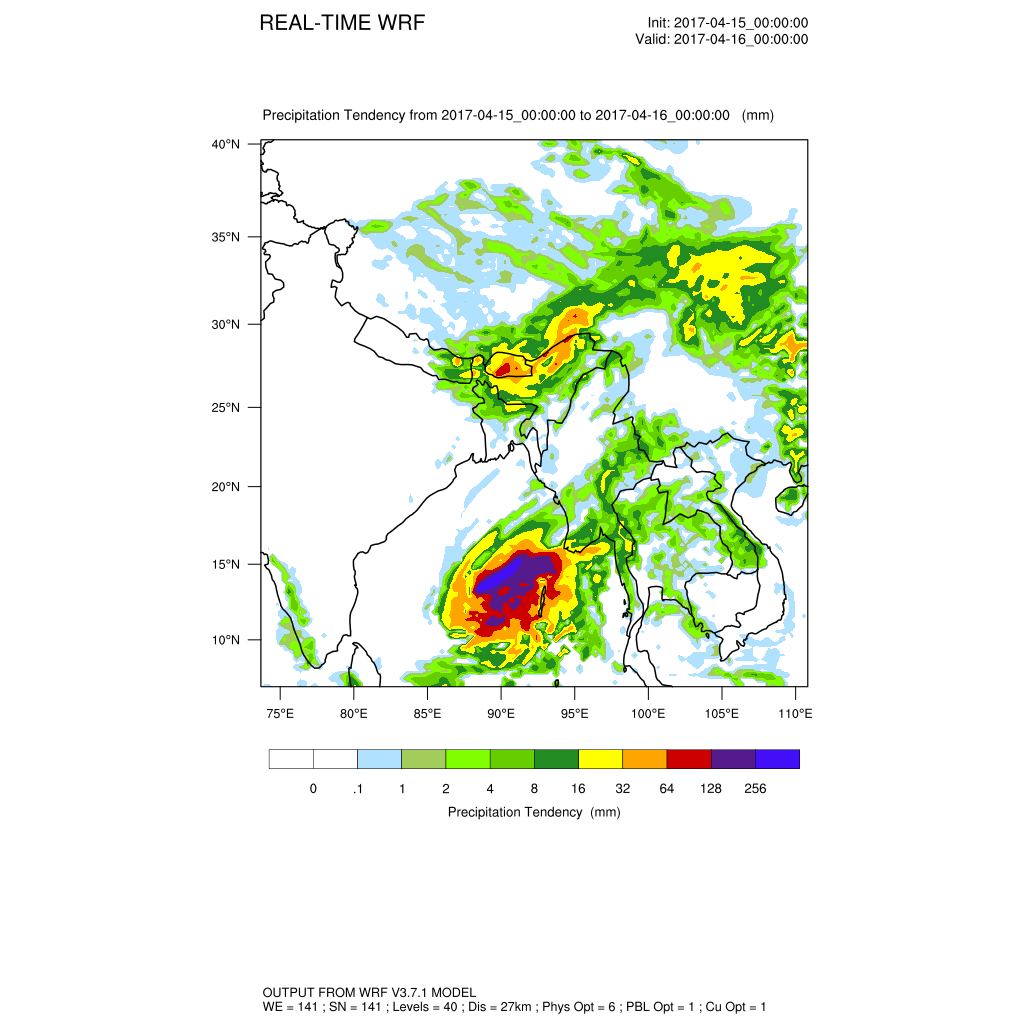 REAL-TIME WRF
Init: 2017-04-15_00:00:00
Valid: 2017-04-16_00:00:00
Precipitation Tendency from 2017-04-15_00:00:00 to 2017-04-16_00:00:00 (mm)
40°N
35°N
30°N
25°N
20°N
15°N
10°N
75°E 80°E 85°E 90°E 95°E 100°E 105°E 110°E
0 .1 1 2 4 8 16 32 64 128 256
Precipitation Tendency (mm)
OUTPUT FROM WRF V3.7.1 MODEL
WE = 141 ; SN = 141 ; Levels = 40 ; Dis = 27km ; Phys Opt = 6 ; PBL Opt = 1 ; Cu Opt = 1